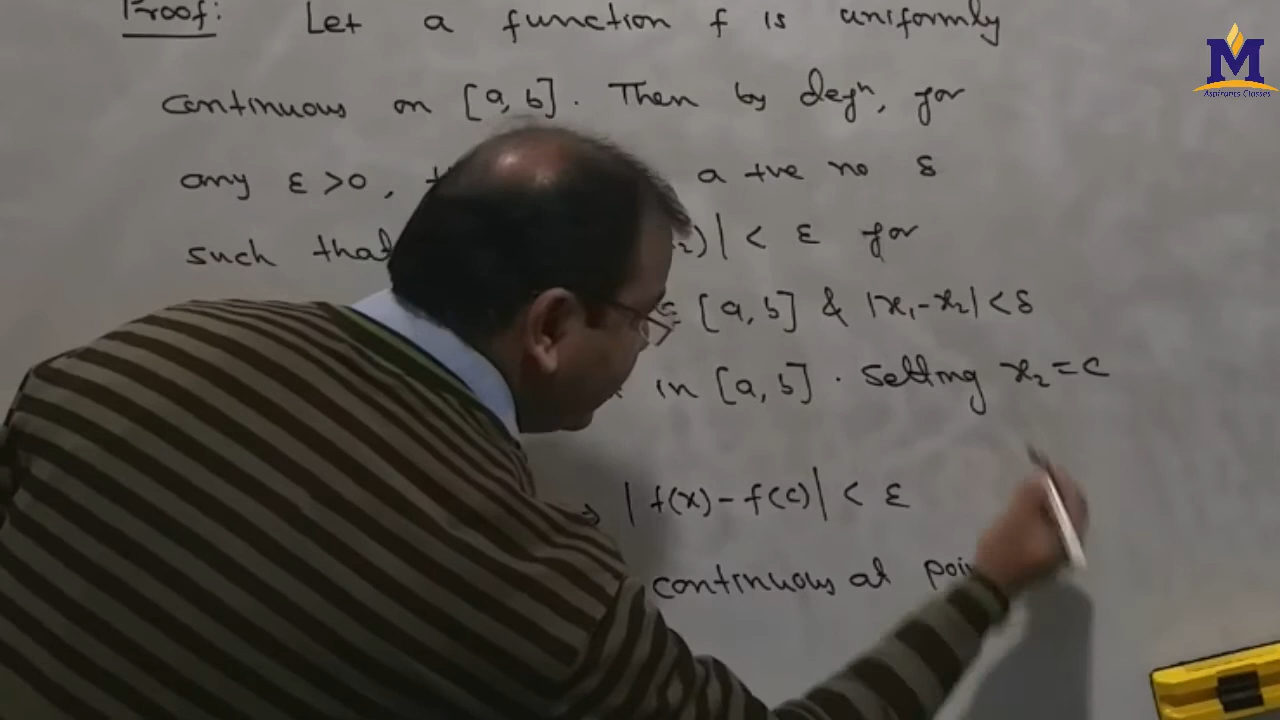 Proof: Let a function f is uniformly
continuous on [a, b]. Then by defⁿ, for
any ε>0, a +ve no δ
such that x₂)| < ε for
∈ [a, b] & |x₁-x₂| < δ
in [a, b]. Setting x₂ = c
⇒ |f(x) - f(c)| < ε
continuous at
M
Aspirants Classes